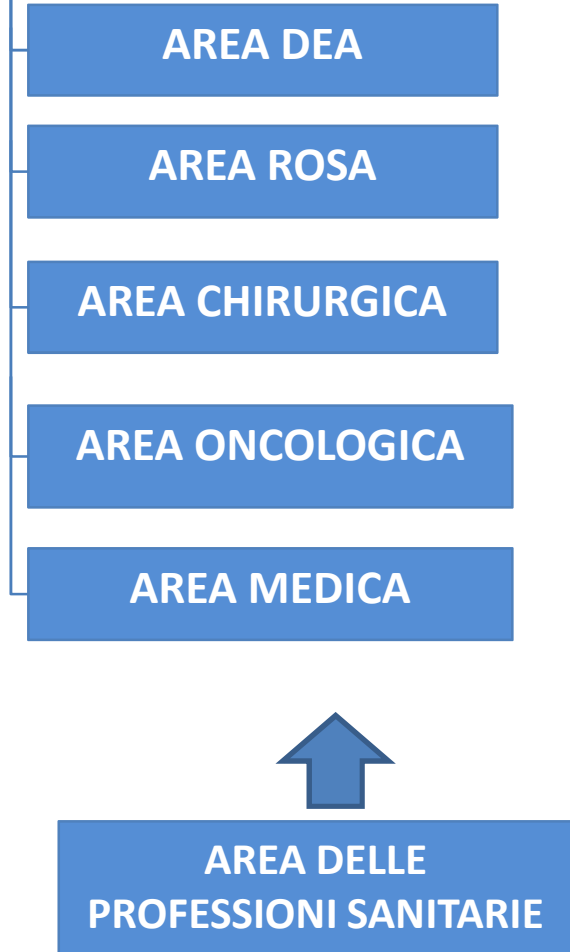 AREA DEA
AREA ROSA
AREA CHIRURGICA
AREA ONCOLOGICA
AREA MEDICA
AREA DELLE
PROFESSIONI SANITARIE